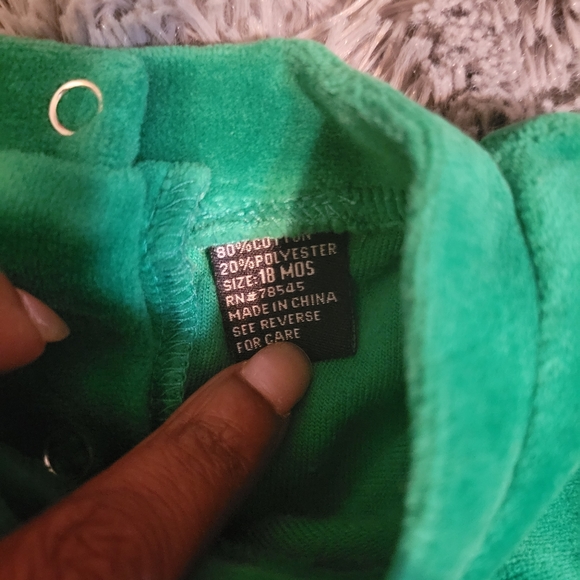 80%COTTON
20%POLYESTER
SIZE:18 MOS
RN#78545
MADE IN CHINA
SEE REVERSE
FOR CARE